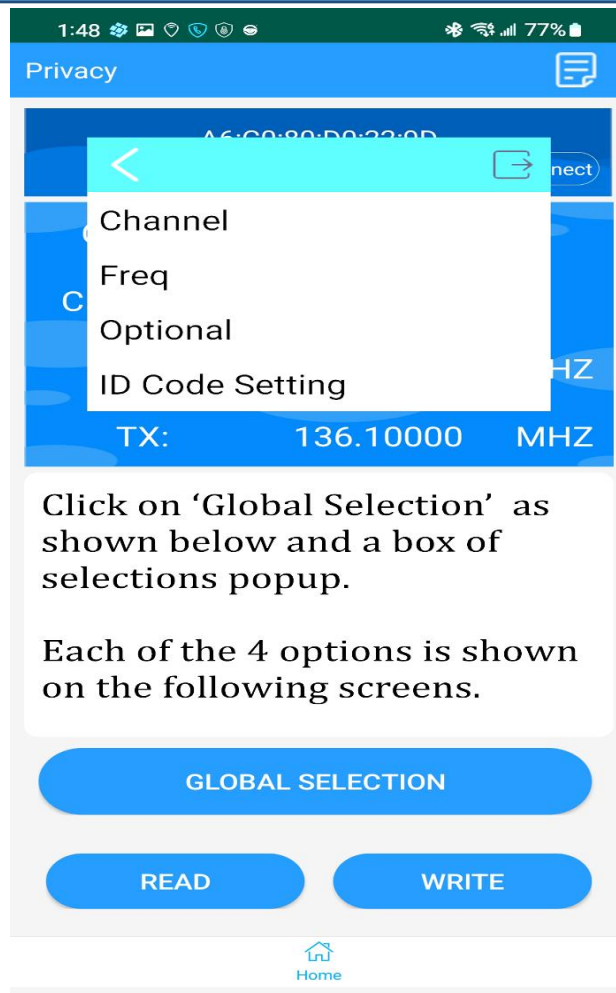 1:48 77%
Privacy
nect
Channel
Freq
C
Optional
HZ
ID Code Setting
TX: 136.10000 MHZ
Click on ‘Global Selection’ as
shown below and a box of
selections popup.
Each of the 4 options is shown
on the following screens.
GLOBAL SELECTION
READ WRITE
Home